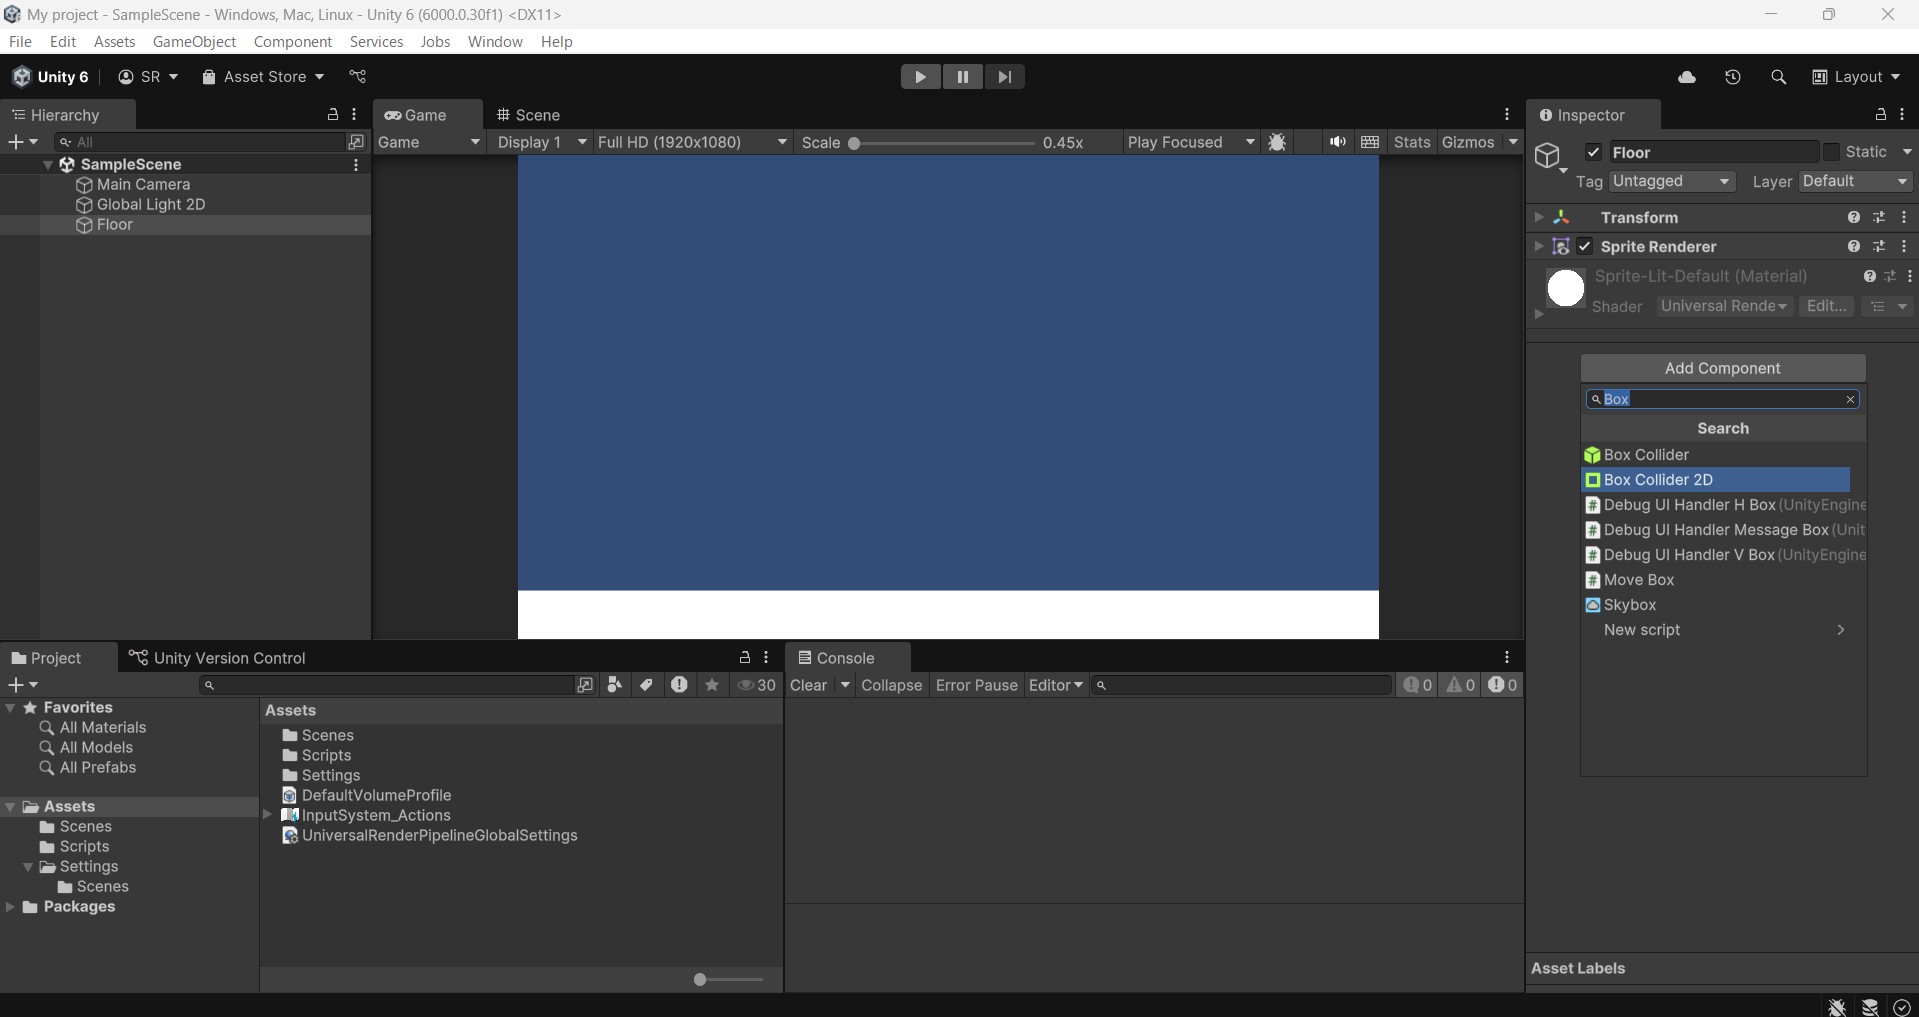 My project - SampleScene - Windows, Mac, Linux - Unity 6 (6000.0.30f1) <DX11>
File Edit Assets GameObject Component Services Jobs Window Help
Unity 6 SR Asset Store Layout
Hierarchy
All
SampleScene
Main Camera
Global Light 2D
Floor
Game Scene
Game Display 1 Full HD (1920x1080) Scale 0.45x Play Focused Stats Gizmos
Inspector
Floor Static
Tag Untagged Layer Default
Transform
Sprite Renderer
Sprite-Lit-Default (Material)
Shader Universal Rende Edit...
Add Component
Box
Search
Box Collider
Box Collider 2D
Debug UI Handler H Box (UnityEngine
Debug UI Handler Message Box (Unit
Debug UI Handler V Box (UnityEngine
Move Box
Skybox
New script
Project Unity Version Control
30
Favorites
All Materials
All Models
All Prefabs
Assets
Scenes
Scripts
Settings
Scenes
Packages
Assets
Scenes
Scripts
Settings
DefaultVolumeProfile
InputSystem_Actions
UniversalRenderPipelineGlobalSettings
Console
Clear Collapse Error Pause Editor 0 0 0
Asset Labels